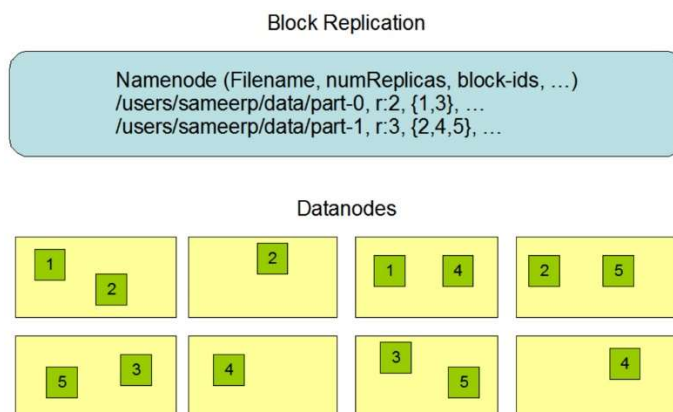 Block Replication
Namenode (Filename, numReplicas, block-ids, …)
/users/sameerp/data/part-0, r:2, {1,3}, …
/users/sameerp/data/part-1, r:3, {2,4,5}, …
Datanodes
1
2
2
1 4
2 5
5 3
4
3
5
4